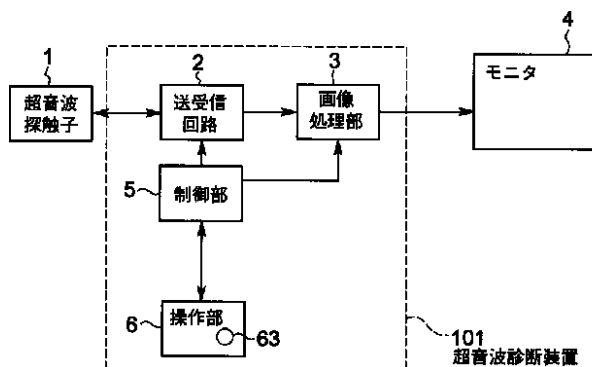 1
超音波
探触子
2
送受信
回路
3
画像
処理部
4
モニタ
5
制御部
6
操作部
63
101
超音波診断装置